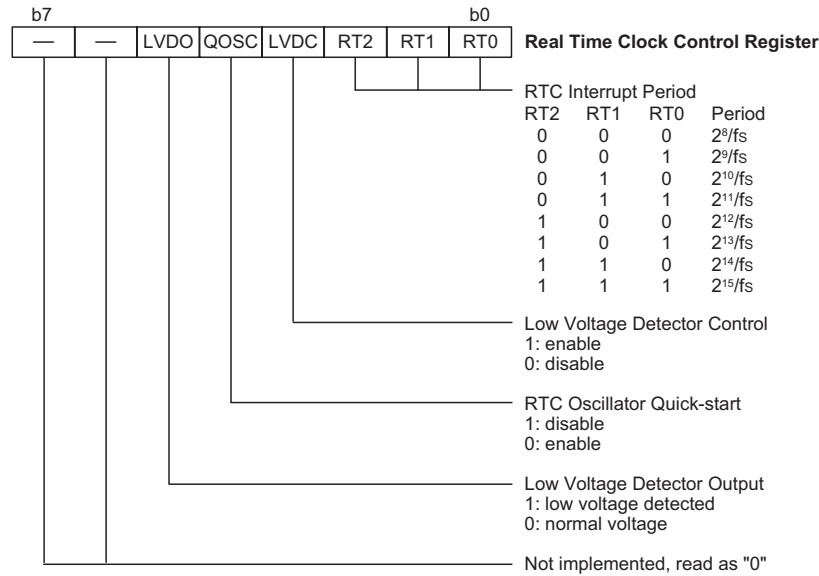 b7 b0
— — LVDO QOSC LVDC RT2 RT1 RT0 Real Time Clock Control Register
RTC Interrupt Period
RT2 RT1 RT0 Period
0 0 0 2⁸/fs
0 0 1 2⁹/fs
0 1 0 2¹⁰/fs
0 1 1 2¹¹/fs
1 0 0 2¹²/fs
1 0 1 2¹³/fs
1 1 0 2¹⁴/fs
1 1 1 2¹⁵/fs
Low Voltage Detector Control
1: enable
0: disable
RTC Oscillator Quick-start
1: disable
0: enable
Low Voltage Detector Output
1: low voltage detected
0: normal voltage
Not implemented, read as "0"